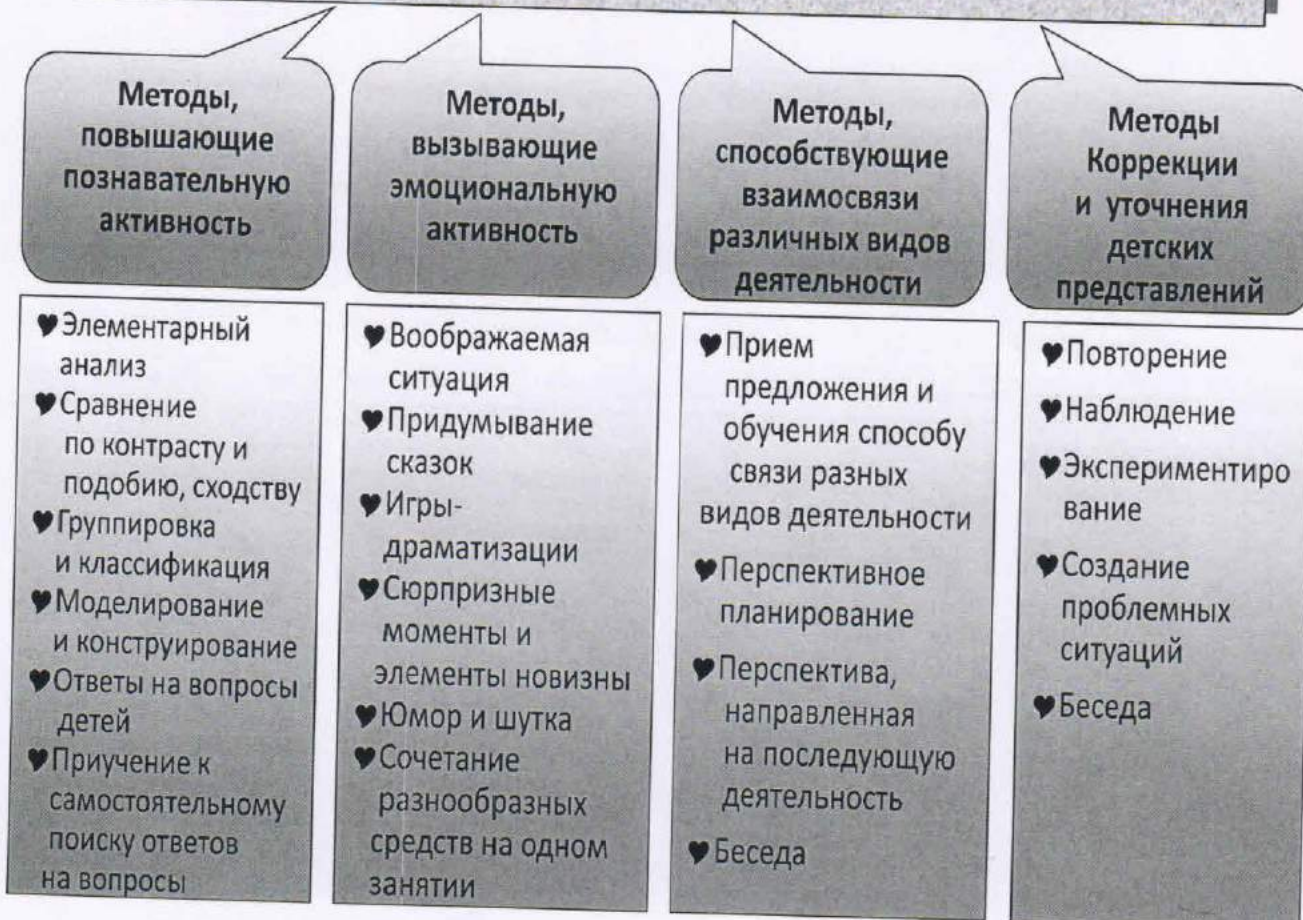 Методы,
повышающие
познавательную
активность
Методы,
вызывающие
эмоциональную
активность
Методы,
способствующие
взаимосвязи
различных видов
деятельности
Методы
Коррекции
и уточнения
детских
представлений
♥Элементарный
анализ
♥Сравнение
по контрасту и
подобию, сходству
♥Группировка
и классификация
♥Моделирование
и конструирование
♥Ответы на вопросы
детей
♥Приучение к
самостоятельному
поиску ответов
на вопросы
♥Воображаемая
ситуация
♥Придумывание
сказок
♥Игры-
драматизации
♥Сюрпризные
моменты и
элементы новизны
♥Юмор и шутка
♥Сочетание
разнообразных
средств на одном
занятии
♥Прием
предложения и
обучения способу
связи разных
видов деятельности
♥Перспективное
планирование
♥Перспектива,
направленная
на последующую
деятельность
♥Беседа
♥Повторение
♥Наблюдение
♥Экспериментиро
вание
♥Создание
проблемных
ситуаций
♥Беседа